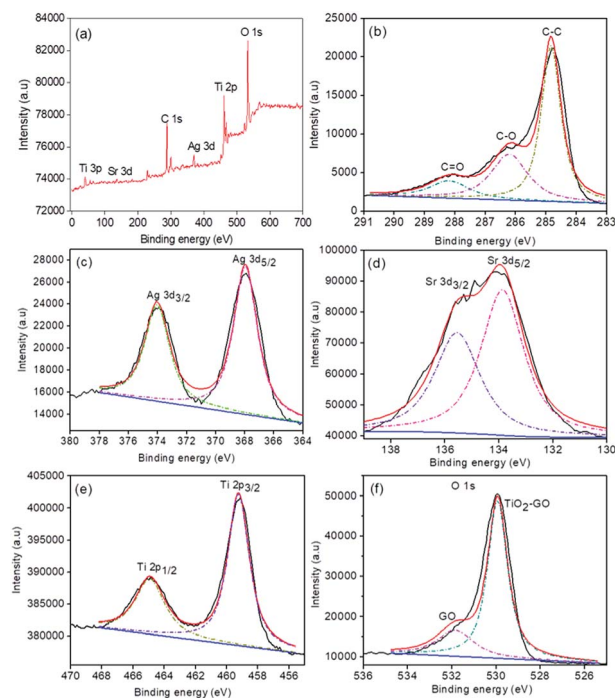 (a)
O 1s
Ti 2p
C 1s
Ag 3d
Ti 3p
Sr 3d
84000
82000
80000
78000
76000
74000
72000
0 100 200 300 400 500 600 700
Intensity (a.u)
Binding energy (eV)
(b)
C-C
C-O
C=O
25000
20000
15000
10000
5000
0
291 290 289 288 287 286 285 284 283
Intensity (a.u)
Binding energy (eV)
(c)
Ag 3d5/2
Ag 3d3/2
28000
26000
24000
22000
20000
18000
16000
14000
380 378 376 374 372 370 368 366 364
Intensity (a.u)
Binding energy (eV)
(d)
Sr 3d5/2
Sr 3d3/2
100000
90000
80000
70000
60000
50000
40000
138 136 134 132 130
Intensity (a.u)
Binding energy (eV)
(e)
Ti 2p3/2
Ti 2p1/2
405000
400000
390000
385000
380000
470 468 466 464 462 460 458 456
Intensity (a.u)
Binding energy (eV)
(f)
O 1s
TiO2-GO
GO
50000
40000
30000
20000
10000
536 534 532 530 528 526
Intensity (a.u)
Binding energy (eV)